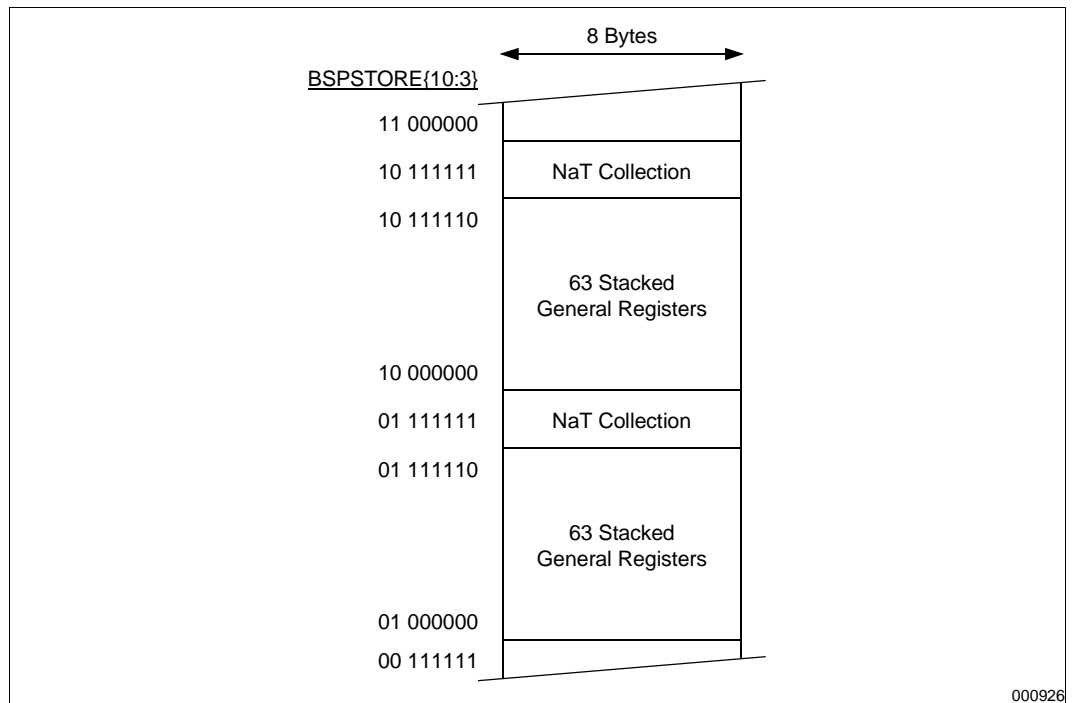 8 Bytes
BSPSTORE{10:3}
11 000000
10 111111 NaT Collection
10 111110
63 Stacked
General Registers
10 000000
01 111111 NaT Collection
01 111110
63 Stacked
General Registers
01 000000
00 111111
000926